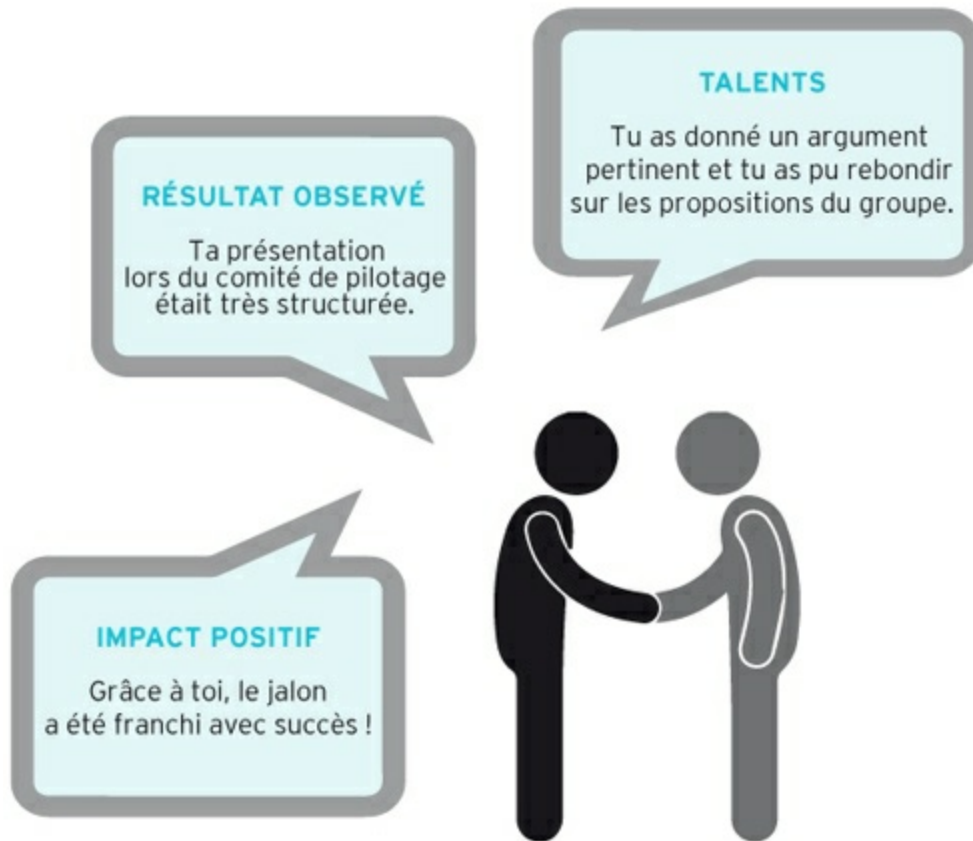 RÉSULTAT OBSERVÉ
Ta présentation
lors du comité de pilotage
était très structurée.
TALENTS
Tu as donné un argument
pertinent et tu as pu rebondir
sur les propositions du groupe.
IMPACT POSITIF
Grâce à toi, le jalon
a été franchi avec succès !